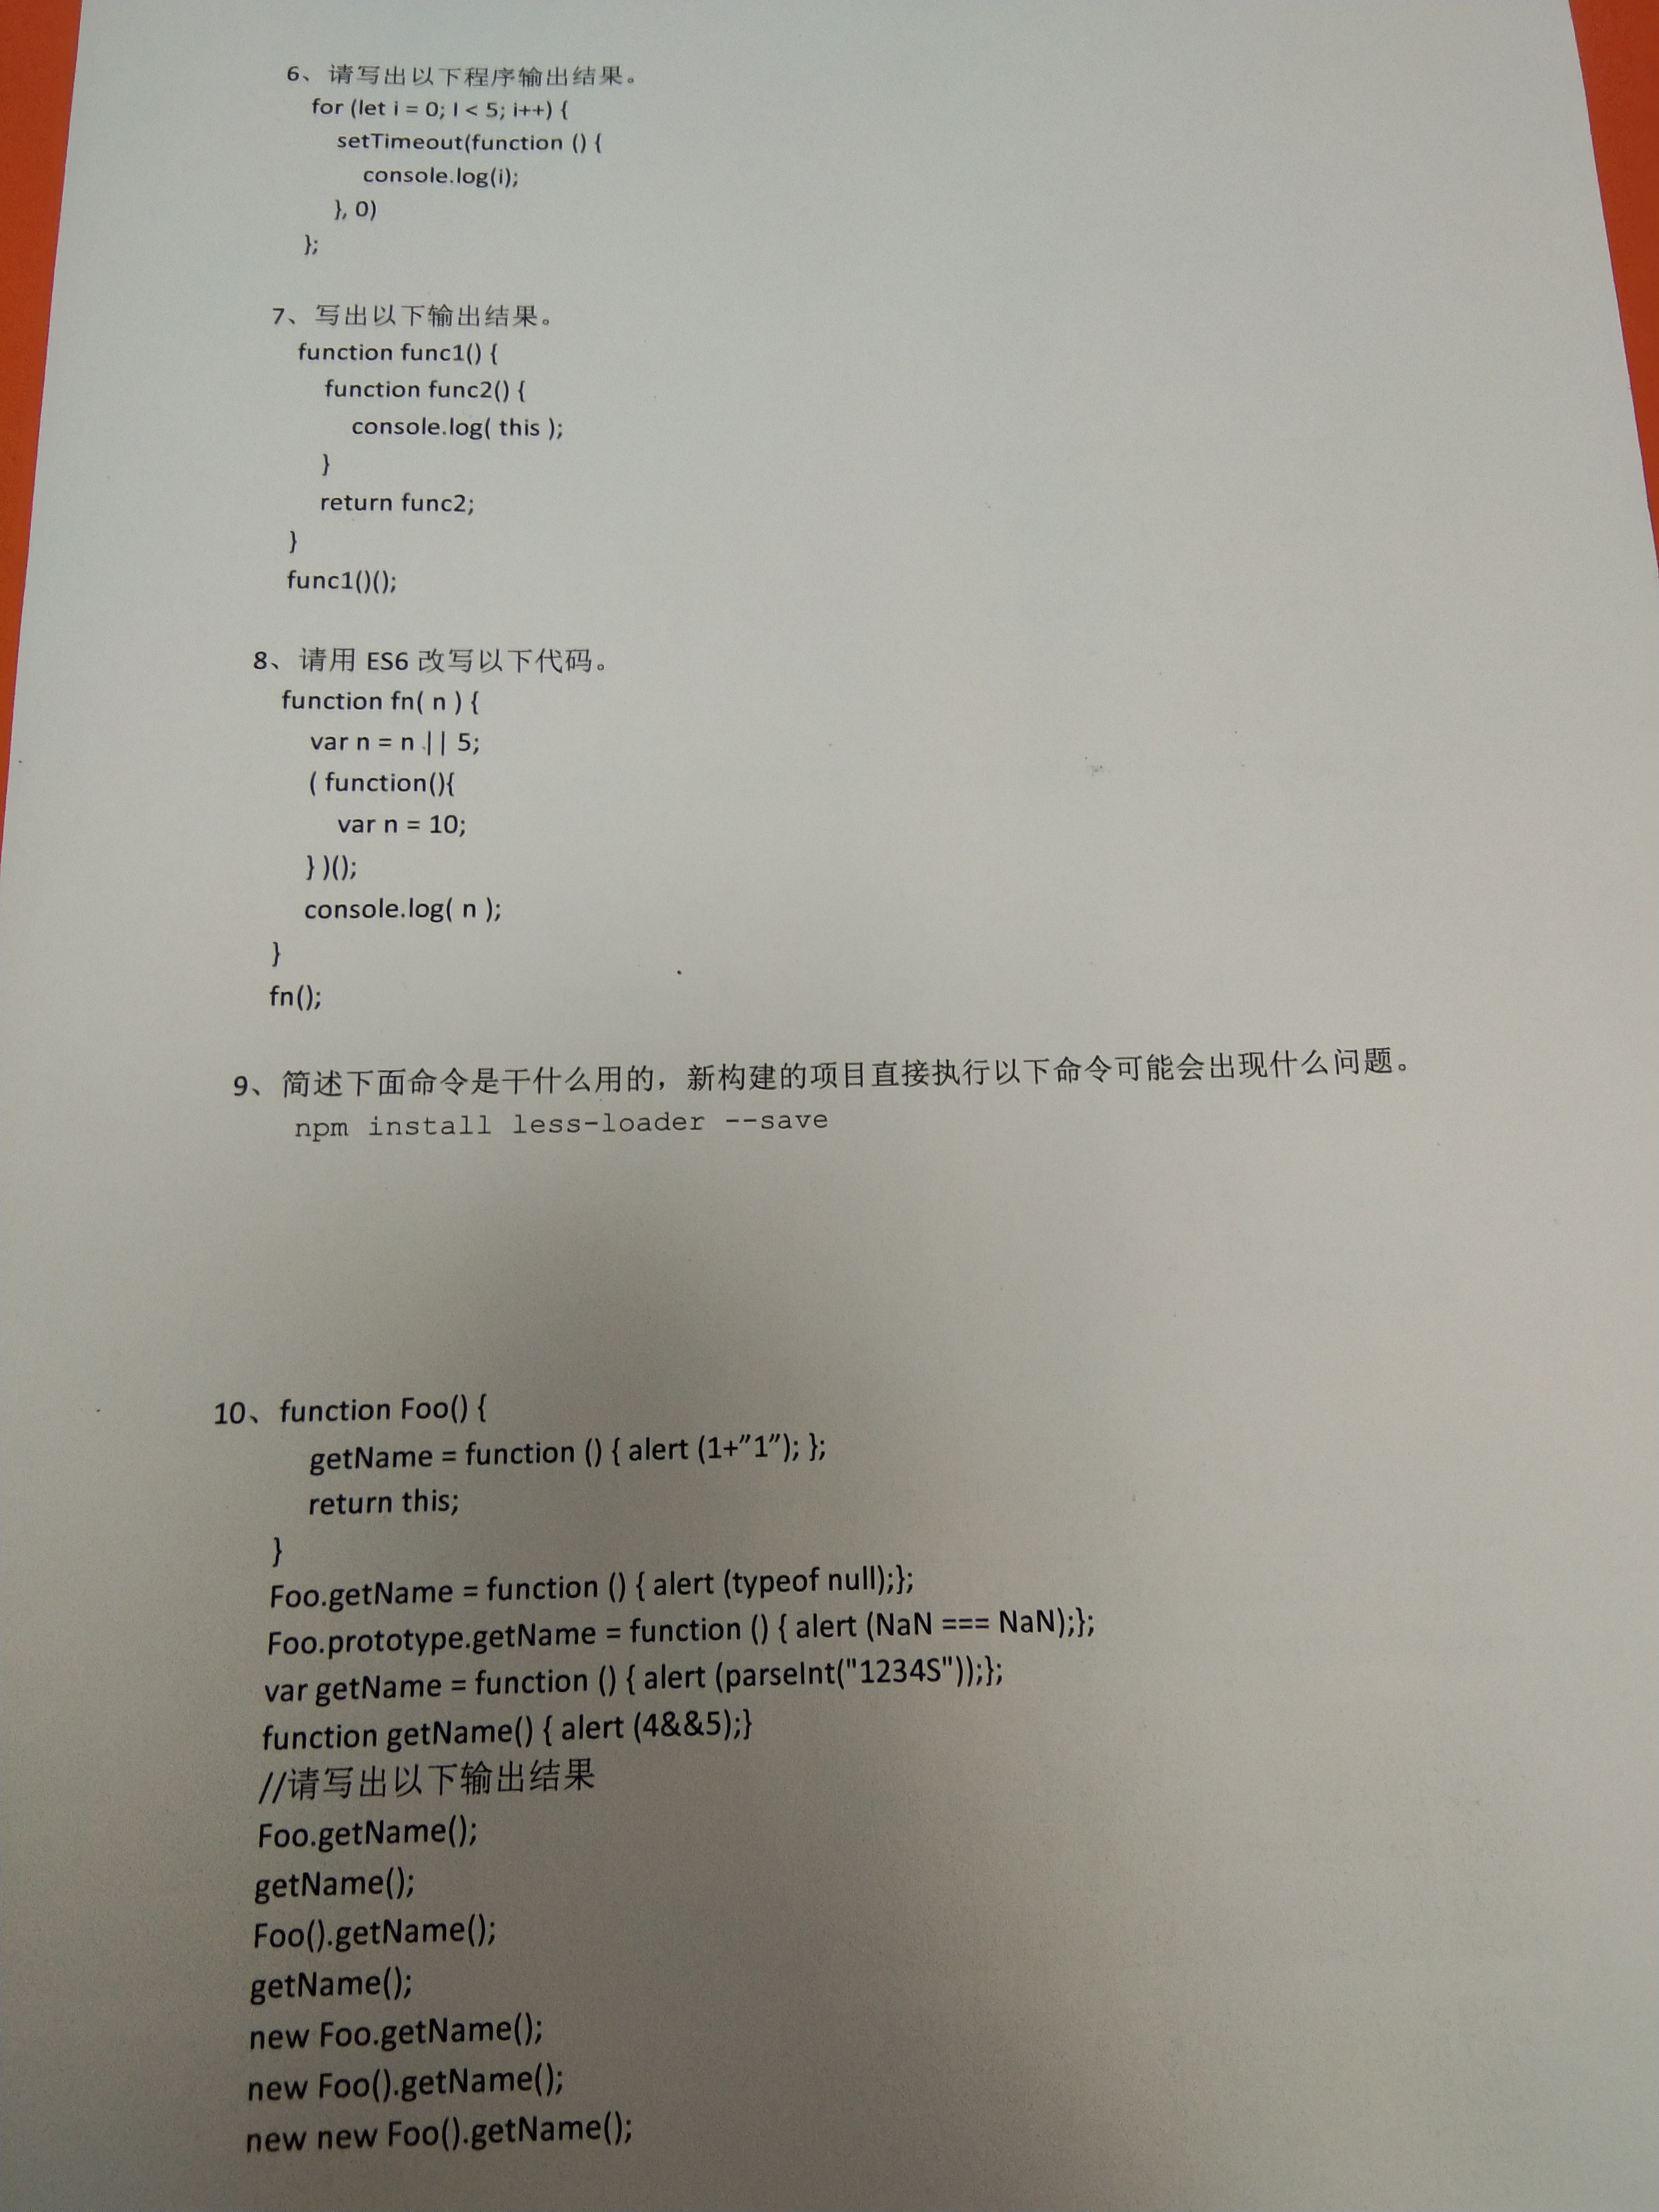 6、请写出以下程序输出结果。
for (let i = 0; I < 5; i++) {
setTimeout(function () {
console.log(i);
}, 0)
};
7、写出以下输出结果。
function func1() {
function func2() {
console.log( this );
}
return func2;
}
func1()();
8、请用 ES6 改写以下代码。
function fn( n ) {
var n = n || 5;
( function(){
var n = 10;
} )();
console.log( n );
}
fn();
9、简述下面命令是干什么用的，新构建的项目直接执行以下命令可能会出现什么问题。
npm install less-loader --save
10、function Foo() {
getName = function () { alert (1+”1”); };
return this;
}
Foo.getName = function () { alert (typeof null);};
Foo.prototype.getName = function () { alert (NaN === NaN);};
var getName = function () { alert (parseInt("1234S"));};
function getName() { alert (4&&5);}
//请写出以下输出结果
Foo.getName();
getName();
Foo().getName();
getName();
new Foo.getName();
new Foo().getName();
new new Foo().getName();